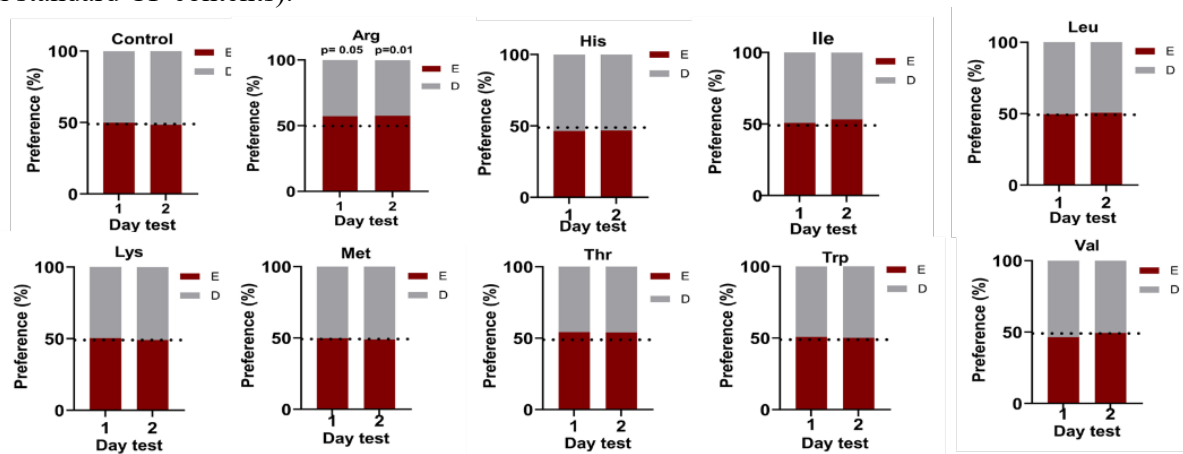 Control
Preference (%)
100
50
0
1 2
Day test
E
D
Arg
p= 0.05 p=0.01
Preference (%)
100
50
0
1 2
Day test
E
D
His
Preference (%)
100
50
0
1 2
Day test
E
D
Ile
Preference (%)
100
50
0
1 2
Day test
E
D
Leu
Preference (%)
100
50
0
1 2
Day test
E
D
Lys
Preference (%)
100
50
0
1 2
Day test
E
D
Met
Preference (%)
100
50
0
1 2
Day test
E
D
Thr
Preference (%)
100
50
0
1 2
Day test
E
D
Trp
Preference (%)
100
50
0
1 2
Day test
E
D
Val
Preference (%)
100
50
0
1 2
Day test
E
D